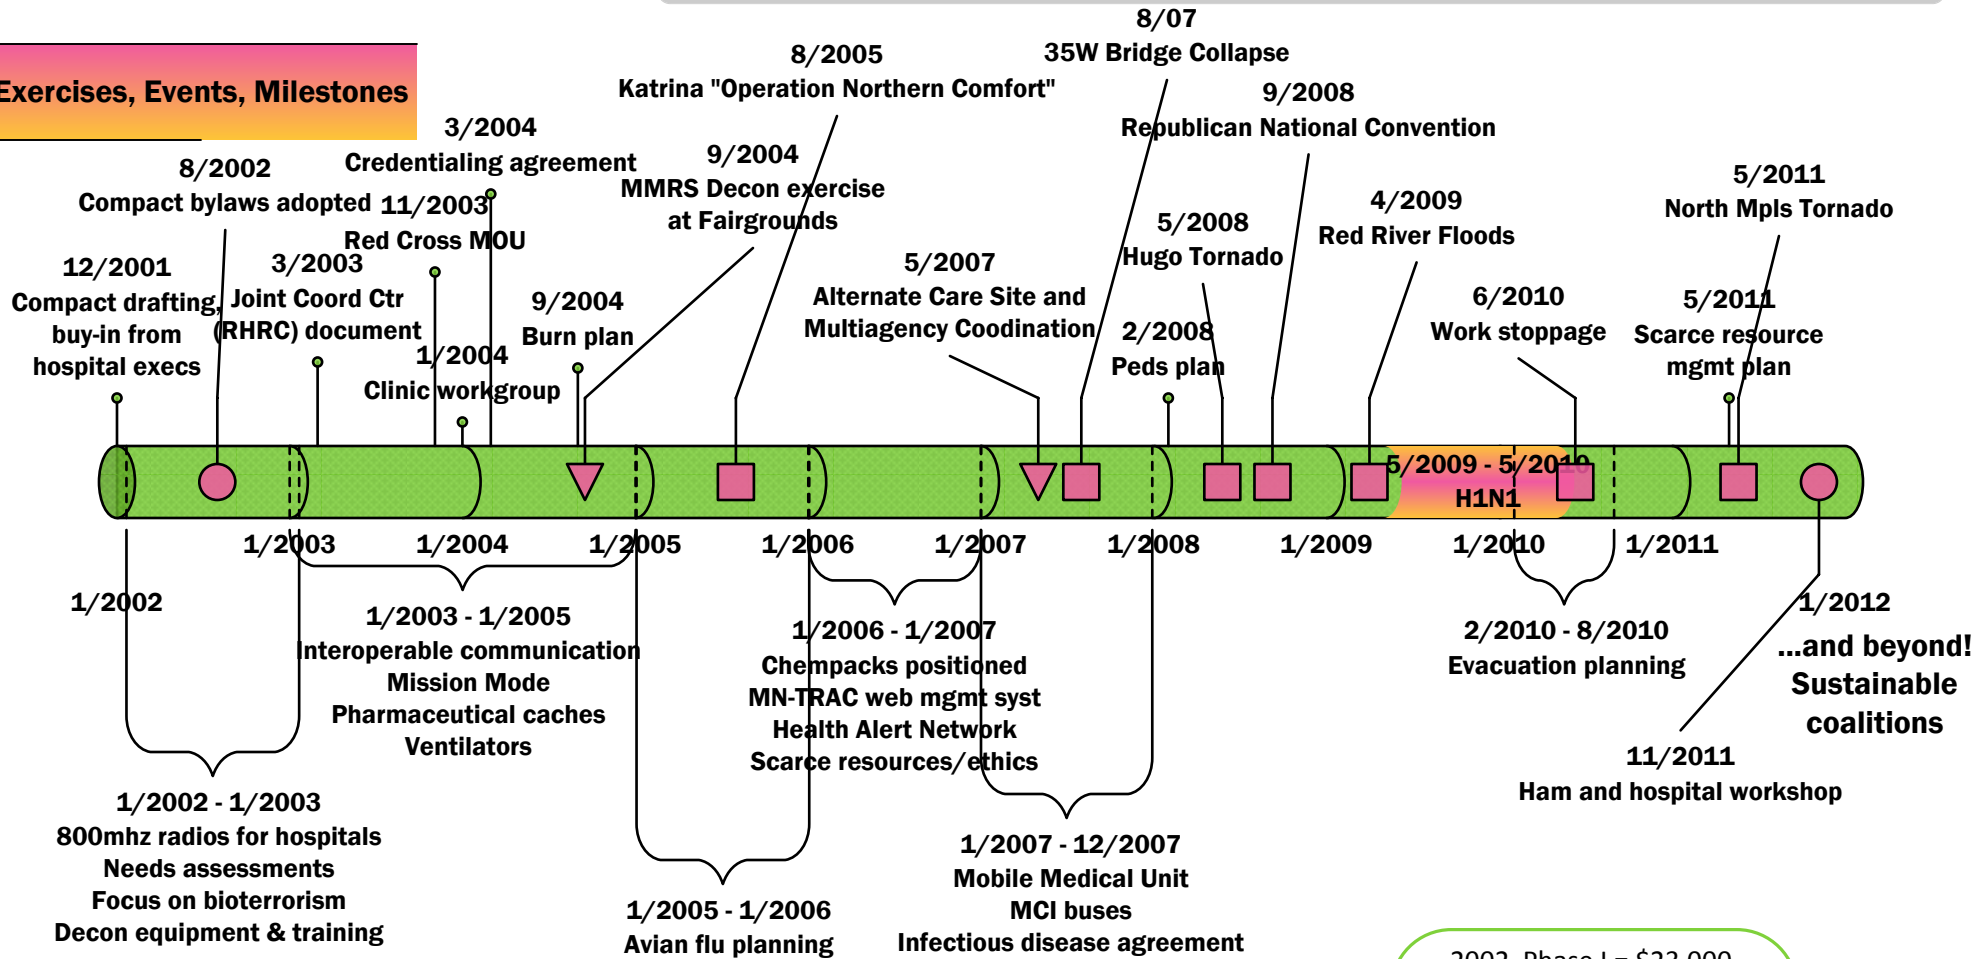 8/07
35W Bridge Collapse
8/2005
Katrina "Operation Northern Comfort"
Exercises, Events, Milestones
9/2008
Republican National Convention
3/2004
Credentialing agreement
9/2004
MMRS Decon exercise
at Fairgrounds
8/2002
Compact bylaws adopted
11/2003
Red Cross MOU
5/2011
North Mpls Tornado
4/2009
Red River Floods
5/2008
Hugo Tornado
12/2001
Compact drafting,
buy-in from
hospital execs
3/2003
Joint Coord Ctr
(RHRC) document
5/2007
Alternate Care Site and
Multiagency Coodination
9/2004
Burn plan
6/2010
Work stoppage
5/2011
Scarce resource
mgmt plan
2/2008
Peds plan
1/2004
Clinic workgroup
5/2009 - 5/2010
H1N1
1/2003
1/2004
1/2005
1/2006
1/2007
1/2008
1/2009
1/2010
1/2011
1/2002
1/2012
...and beyond!
Sustainable
coalitions
1/2003 - 1/2005
Interoperable communication
Mission Mode
Pharmaceutical caches
Ventilators
1/2006 - 1/2007
Chempacks positioned
MN-TRAC web mgmt syst
Health Alert Network
Scarce resources/ethics
2/2010 - 8/2010
Evacuation planning
11/2011
Ham and hospital workshop
1/2002 - 1/2003
800mhz radios for hospitals
Needs assessments
Focus on bioterrorism
Decon equipment & training
1/2007 - 12/2007
Mobile Medical Unit
MCI buses
Infectious disease agreement
1/2005 - 1/2006
Avian flu planning